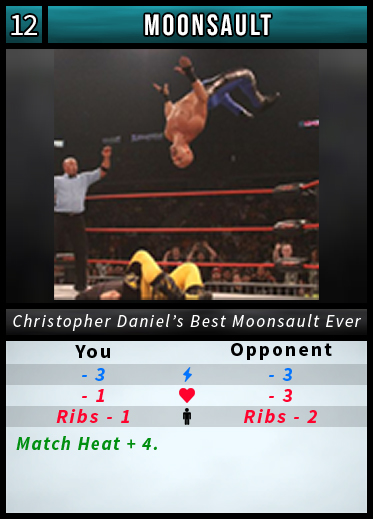 12 MOONSAULT
Christopher Daniel's Best Moonsault Ever
You Opponent
- 3 - 3
- 1 - 3
Ribs - 1 Ribs - 2
Match Heat + 4.